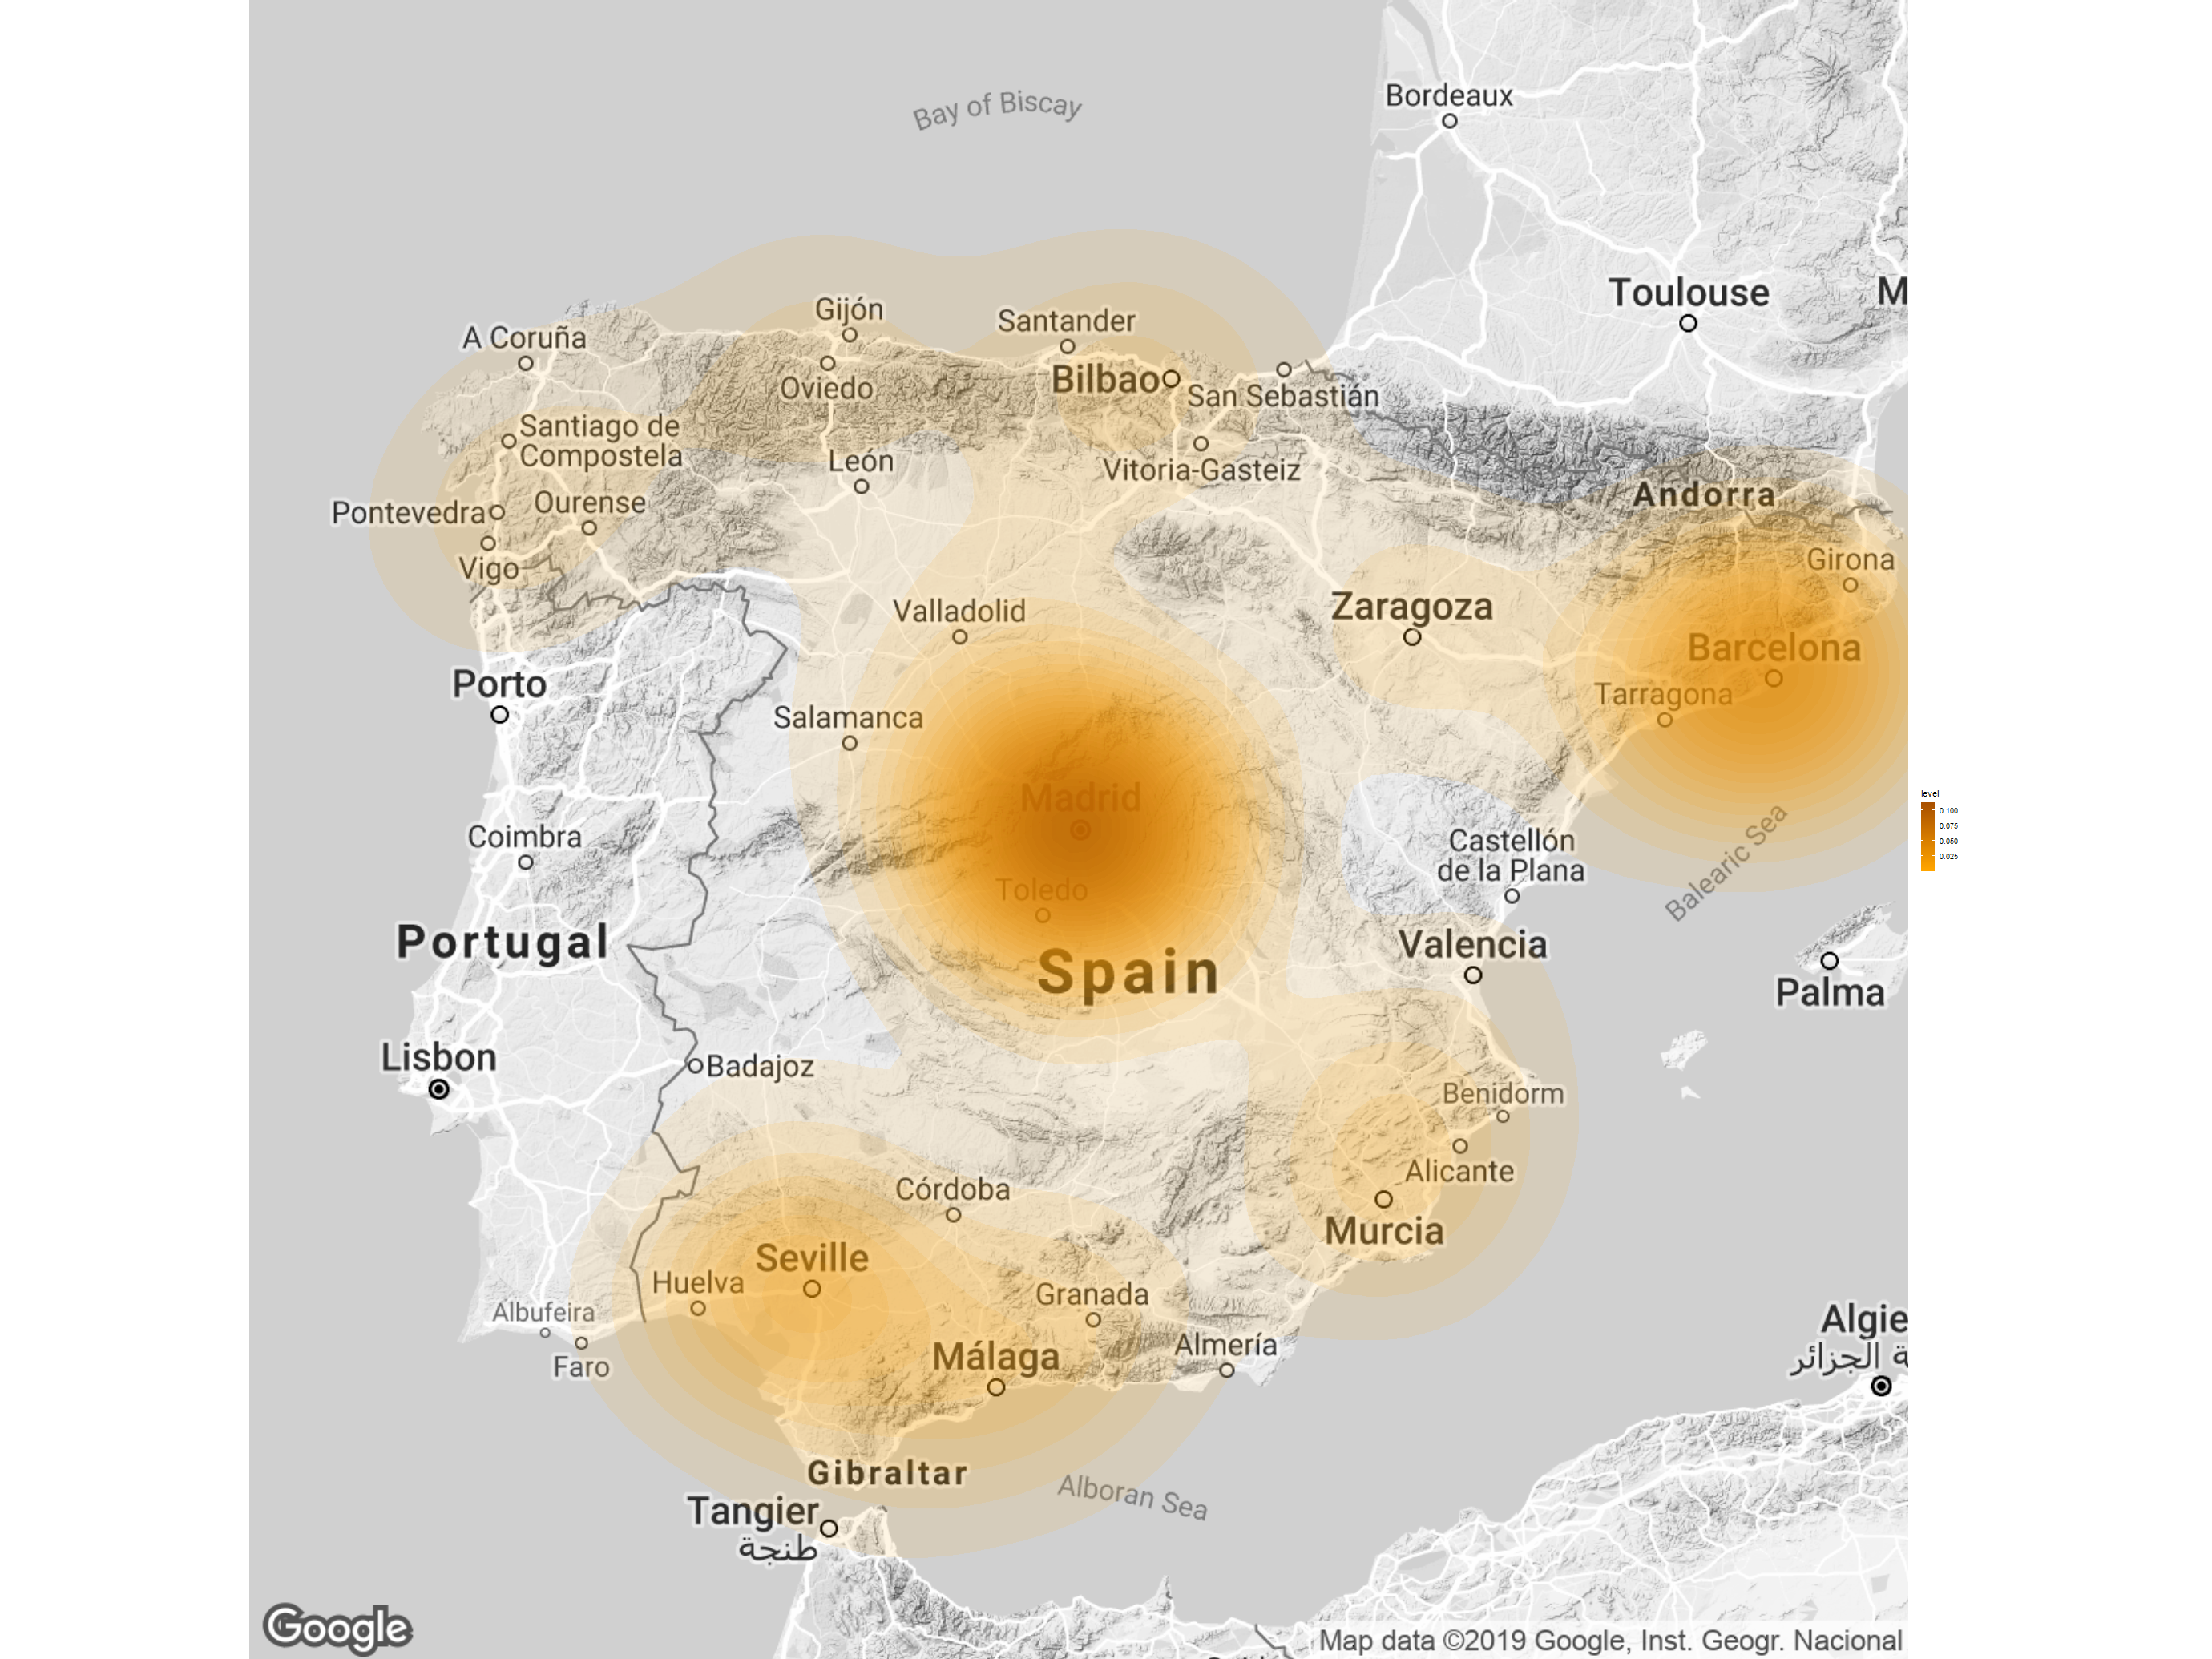 Bay of Biscay
Bordeaux
Toulouse
M
Gijón
Santander
A Coruña
Bilbao
Oviedo
San Sebastián
Santiago de
Compostela
León
Vitoria-Gasteiz
Andorra
Pontevedra
Ourense
Girona
Vigo
Valladolid
Zaragoza
Barcelona
Porto
Tarragona
Salamanca
Madrid
level
0.100
0.075
0.050
0.025
Coimbra
Castellón
de la Plana
Balearic Sea
Toledo
Portugal
Valencia
Spain
Palma
Lisbon
Badajoz
Benidorm
Alicante
Córdoba
Murcia
Seville
Huelva
Granada
Albufeira
Algie
Almería
ة الجزائر
Málaga
Faro
Gibraltar
Alboran Sea
Tangier
طنجة
Google
Map data ©2019 Google, Inst. Geogr. Nacional